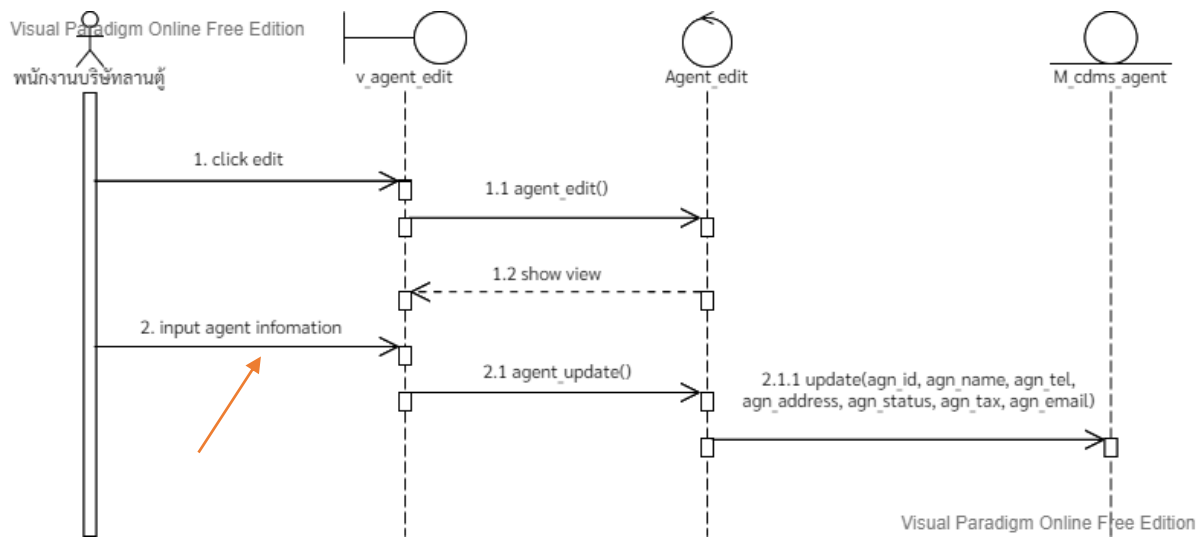 Visual Paradigm Online Free Edition
พนักงานบริษัทลานตู้
v_agent_edit
Agent_edit
M_cdms_agent
1. click edit
1.1 agent_edit()
1.2 show view
2. input agent infomation
2.1 agent_update()
2.1.1 update(agn_id, agn_name, agn_tel,
agn_address, agn_status, agn_tax, agn_email)
Visual Paradigm Online Free Edition